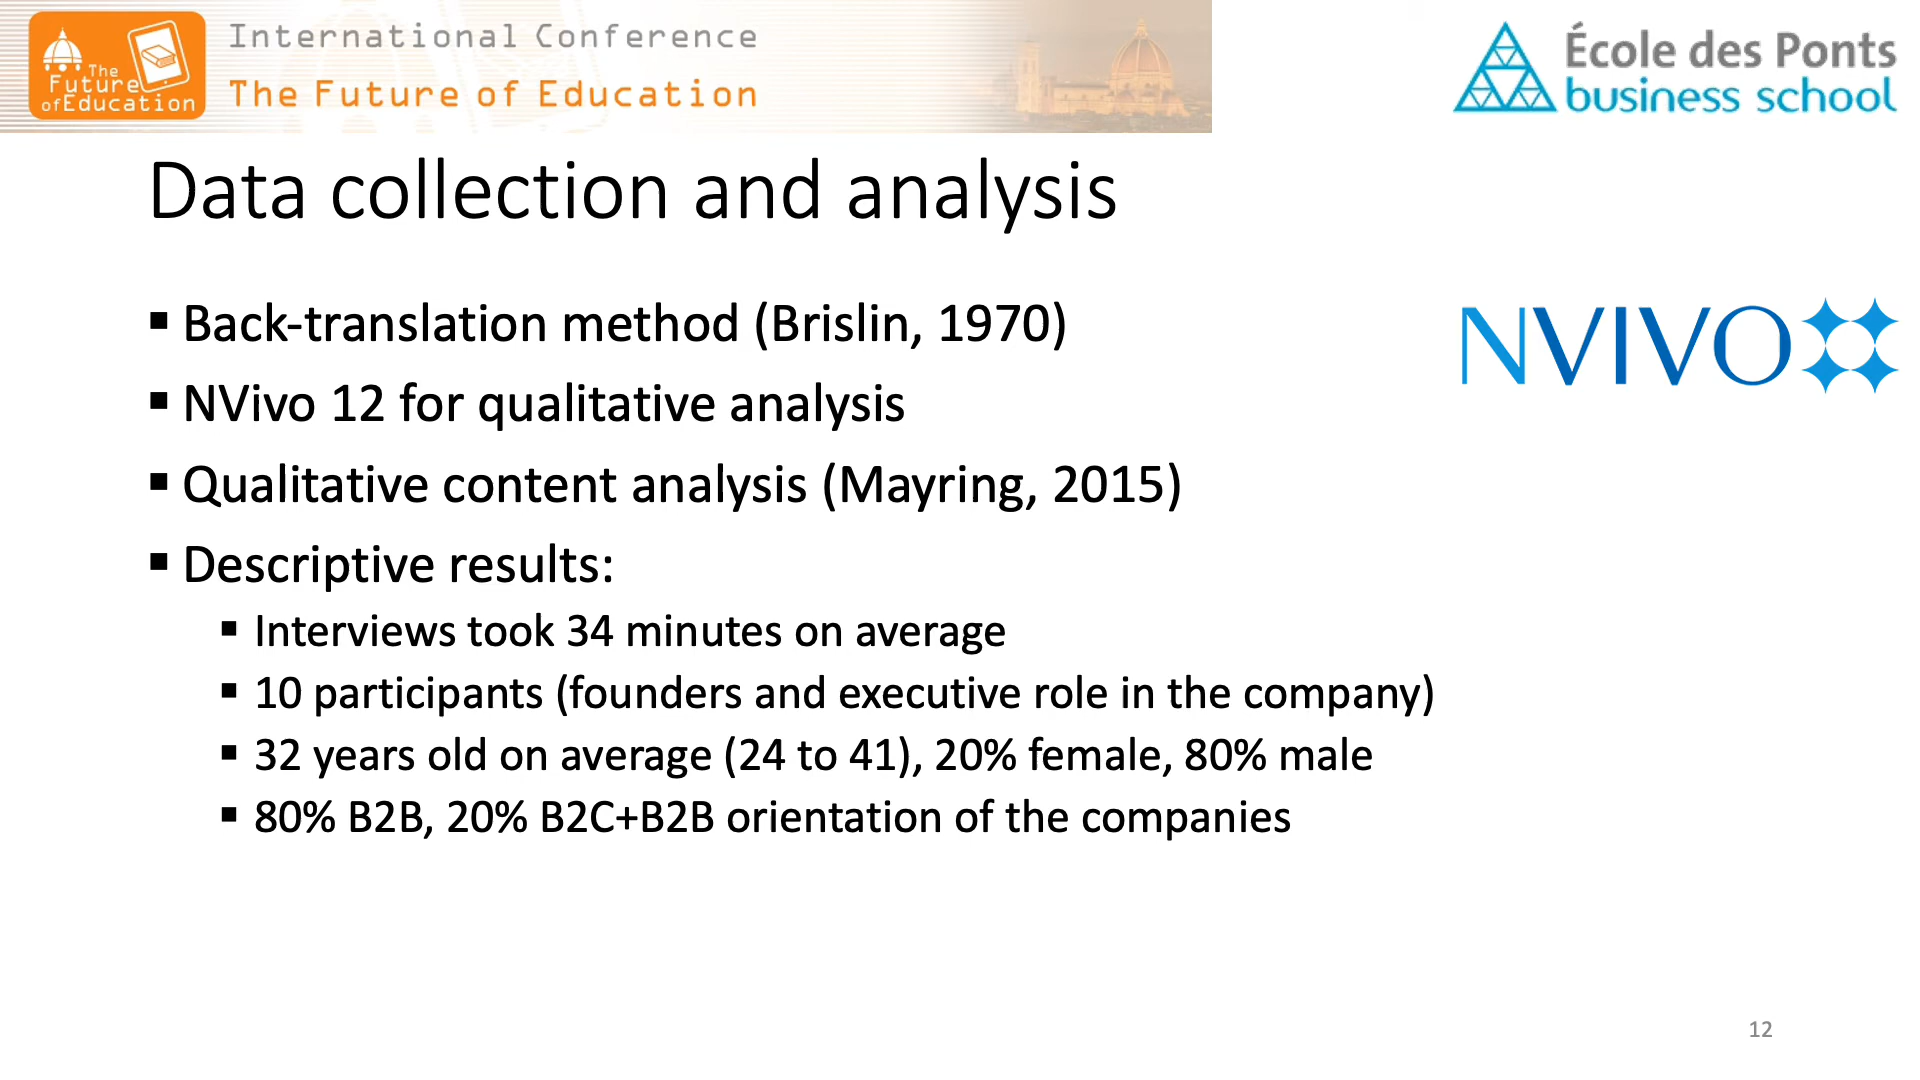 The
Future
of Education
International Conference
The Future of Education
École des Ponts
business school
Data collection and analysis
▪ Back-translation method (Brislin, 1970)
▪ NVivo 12 for qualitative analysis
▪ Qualitative content analysis (Mayring, 2015)
▪ Descriptive results:
▪ Interviews took 34 minutes on average
▪ 10 participants (founders and executive role in the company)
▪ 32 years old on average (24 to 41), 20% female, 80% male
▪ 80% B2B, 20% B2C+B2B orientation of the companies
NVIVO
12